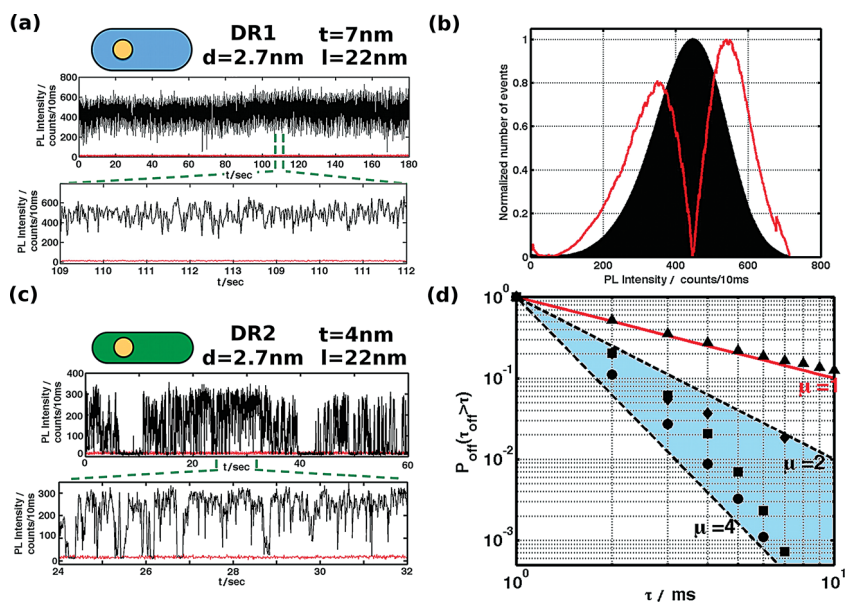 (a)
DR1 t=7nm
d=2.7nm l=22nm
PL Intensity /
counts/10ms
800
600
400
200
0
0 20 40 60 80 100 120 140 160 180
t/sec
PL Intensity /
counts/10ms
600
400
200
0
109 110 111 112 113 109 110 111 112
t/sec
(b)
Normalized number of events
1
0.8
0.6
0.4
0.2
0
0 200 400 600 800
PL Intensity / counts/10ms
(c)
DR2 t=4nm
d=2.7nm l=22nm
PL Intensity /
counts/10ms
400
300
200
100
0
0 20 40 60
t/sec
PL Intensity /
counts/10ms
300
200
100
0
24 26 28 30 32
t/sec
(d)
P_off(τ_off>τ)
10^0
10^-1
10^-2
10^-3
μ=1
μ=2
μ=4
10^0 10^1
τ / ms